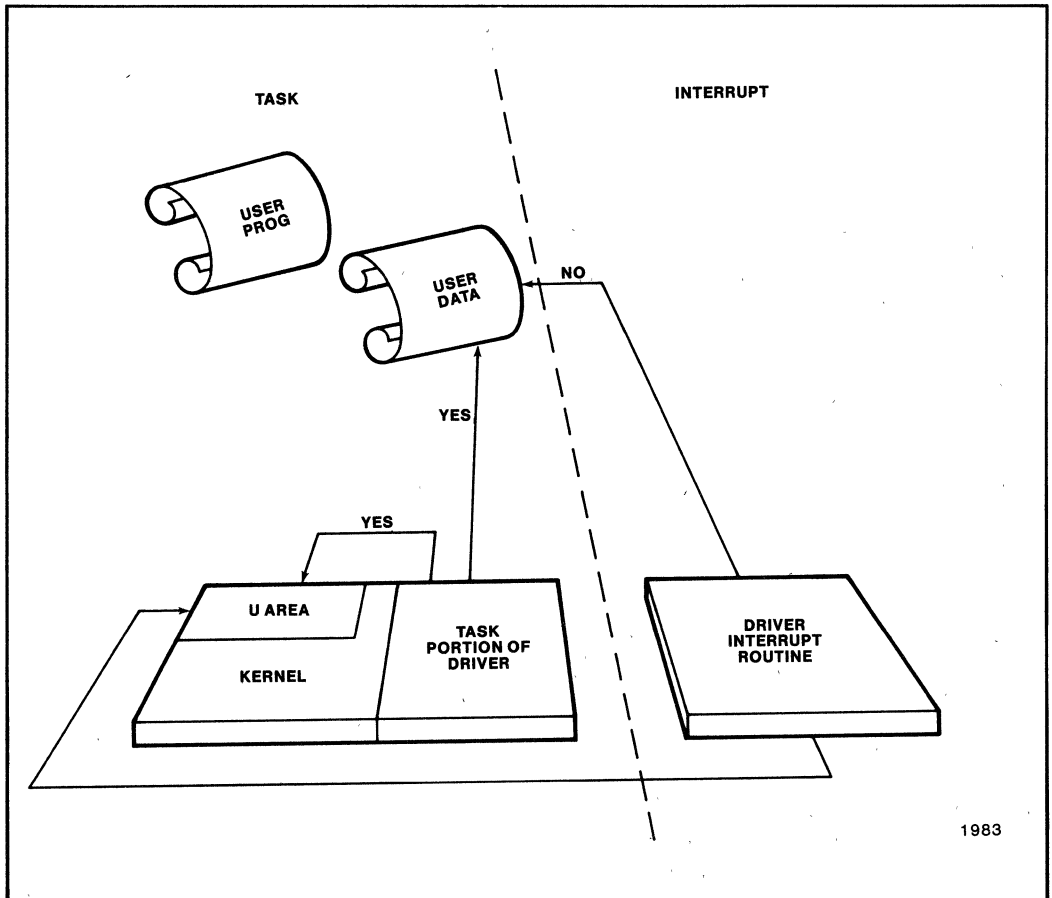 TASK
INTERRUPT
USER
PROG
USER
DATA
NO
YES
YES
U AREA
KERNEL
TASK
PORTION OF
DRIVER
DRIVER
INTERRUPT
ROUTINE
1983